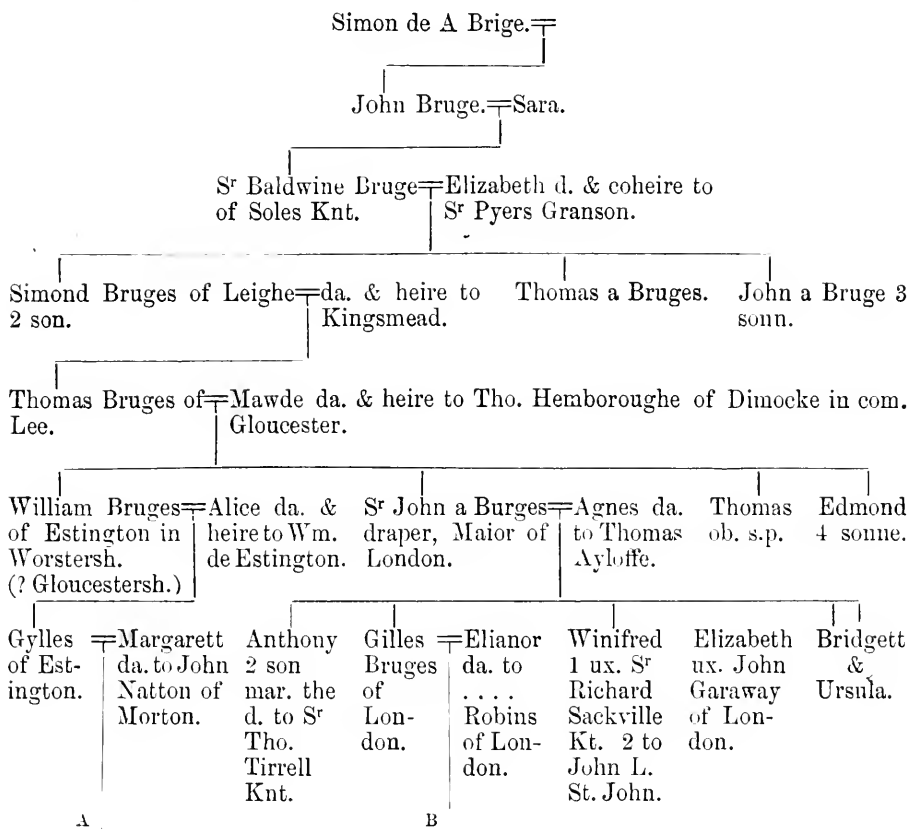 Simon de A Brige.
John Bruge. Sara.
Sr Baldwine Bruge
of Soles Knt.
Elizabeth d. & coheire to
Sr Pyers Granson.
Simond Bruges of Leighe
2 son.
da. & heire to
Kingsmead.
Thomas a Bruges.
John a Bruge 3
sonn.
Thomas Bruges of
Lee.
Mawde da. & heire to Tho. Hemboroughe of Dimocke in com.
Gloucester.
William Bruges
of Estington in
Worstersh.
(? Gloucestersh.)
Alice da. &
heire to Wm.
de Estington.
Sr John a Burges
draper, Maior of
London.
Agnes da.
to Thomas
Ayloffe.
Thomas
ob. s.p.
Edmond
4 sonne.
Gylles
of Est-
ington.
Margarett
da. to John
Natton of
Morton.
Anthony
2 son
mar. the
d. to Sr
Tho.
Tirrell
Knt.
Gilles
Bruges
of
Lon-
don.
Elianor
da. to
. . . .
Robins
of Lon-
don.
Winifred
1 ux. Sr
Richard
Sackville
Kt. 2 to
John L.
St. John.
Elizabeth
ux. John
Garaway
of Lon-
don.
Bridgett
&
Ursula.
A
B